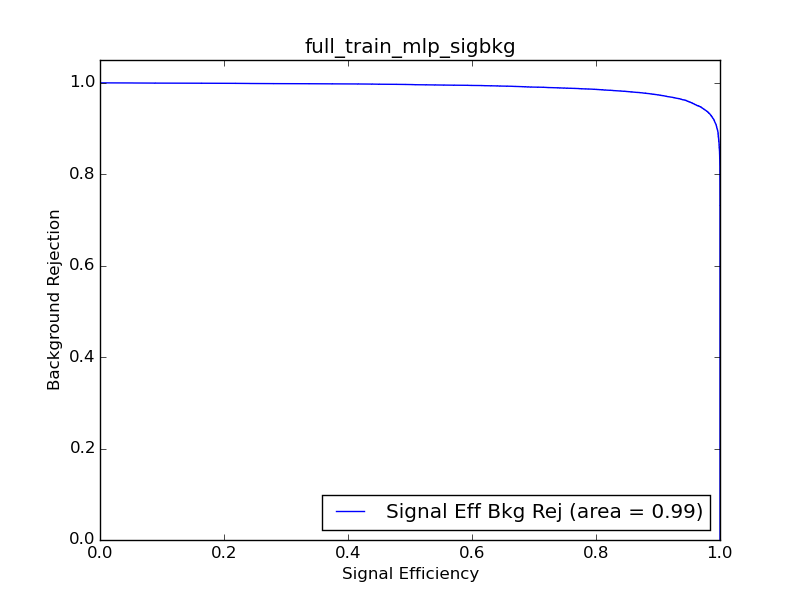 full_train_mlp_sigbkg
1.0
0.8
0.6
0.4
0.2
0.0
Background Rejection
Signal Eff Bkg Rej (area = 0.99)
0.0 0.2 0.4 0.6 0.8 1.0
Signal Efficiency